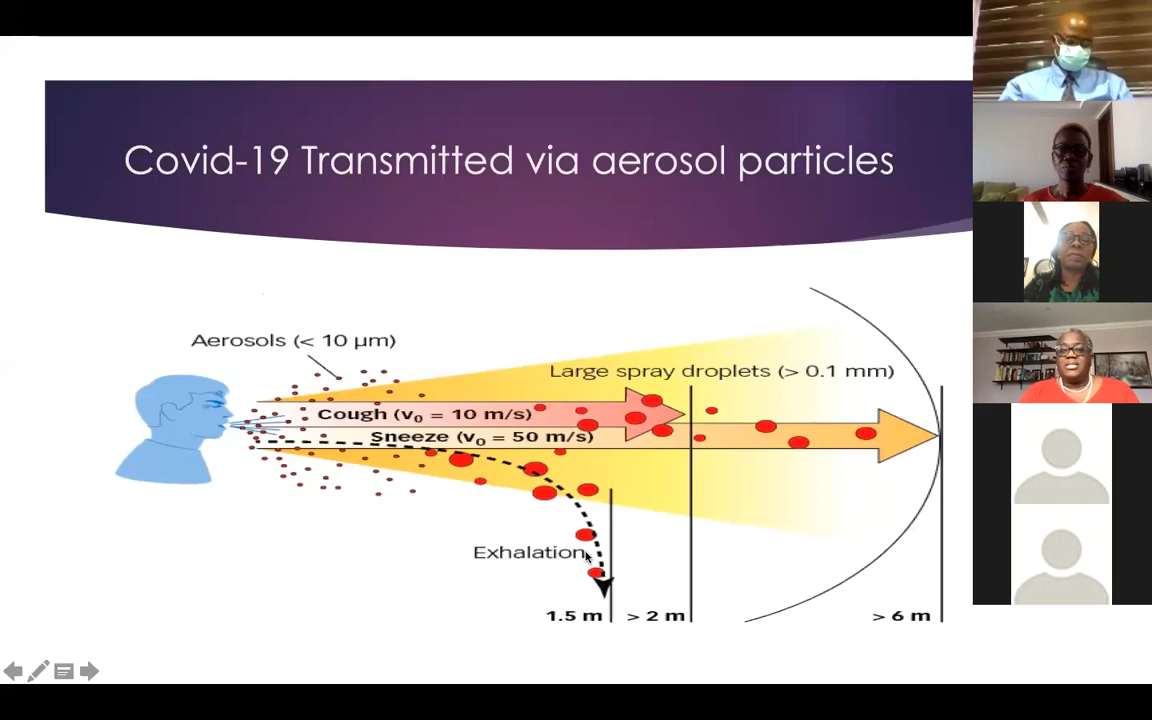 Covid-19 Transmitted via aerosol particles
Aerosols (< 10 µm)
Large spray droplets (> 0.1 mm)
Cough (v₀ = 10 m/s)
Sneeze (v₀ = 50 m/s)
Exhalation
1.5 m
> 2 m
> 6 m